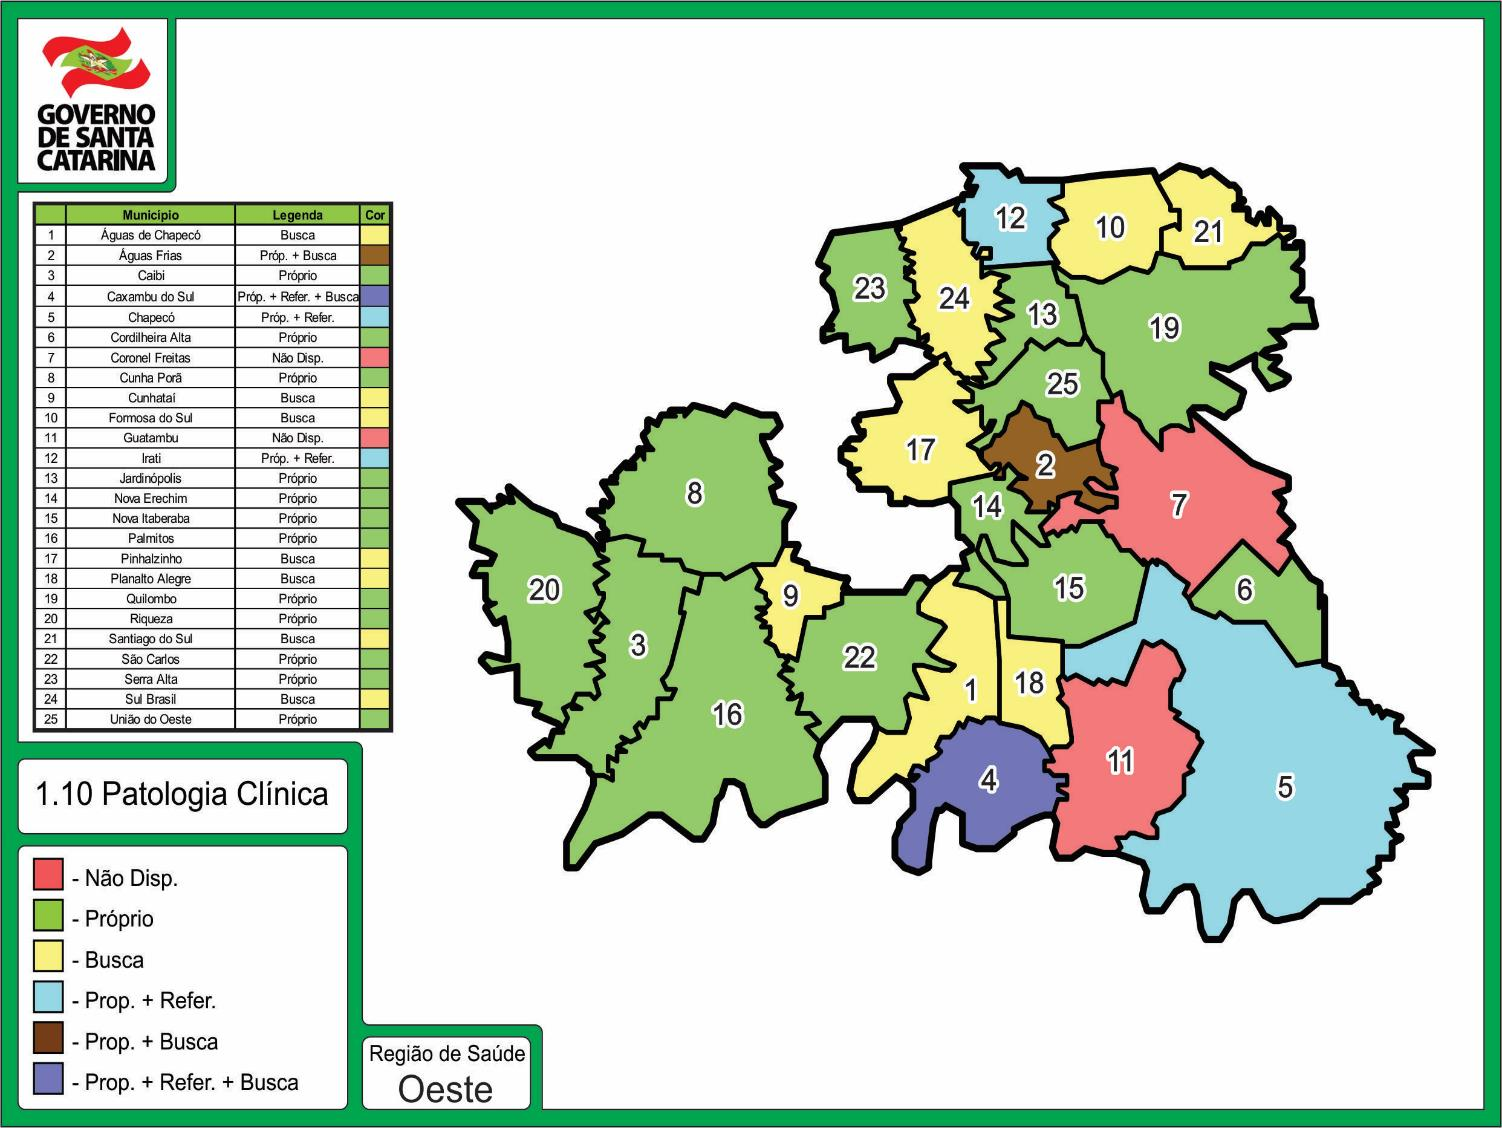 GOVERNO
DE SANTA
CATARINA
Município Legenda Cor
1 Águas de Chapecó Busca
2 Águas Frias Próp. + Busca
3 Caibi Próprio
4 Caxambu do Sul Próp. + Refer. + Busca
5 Chapecó Próp. + Refer.
6 Cordilheira Alta Próprio
7 Coronel Freitas Não Disp.
8 Cunha Porã Próprio
9 Cunhataí Busca
10 Formosa do Sul Busca
11 Guatambu Não Disp.
12 Irati Próp. + Refer.
13 Jardinópolis Próprio
14 Nova Erechim Próprio
15 Nova Itaberaba Próprio
16 Palmitos Próprio
17 Pinhalzinho Busca
18 Planalto Alegre Busca
19 Quilombo Próprio
20 Riqueza Próprio
21 Santiago do Sul Busca
22 São Carlos Próprio
23 Serra Alta Próprio
24 Sul Brasil Busca
25 União do Oeste Próprio
12
10
21
23
24
13
19
25
17
2
8
14
7
20
9
15
6
3
22
1
18
16
4
11
5
1.10 Patologia Clínica
- Não Disp.
- Próprio
- Busca
- Prop. + Refer.
- Prop. + Busca
- Prop. + Refer. + Busca
Região de Saúde
Oeste